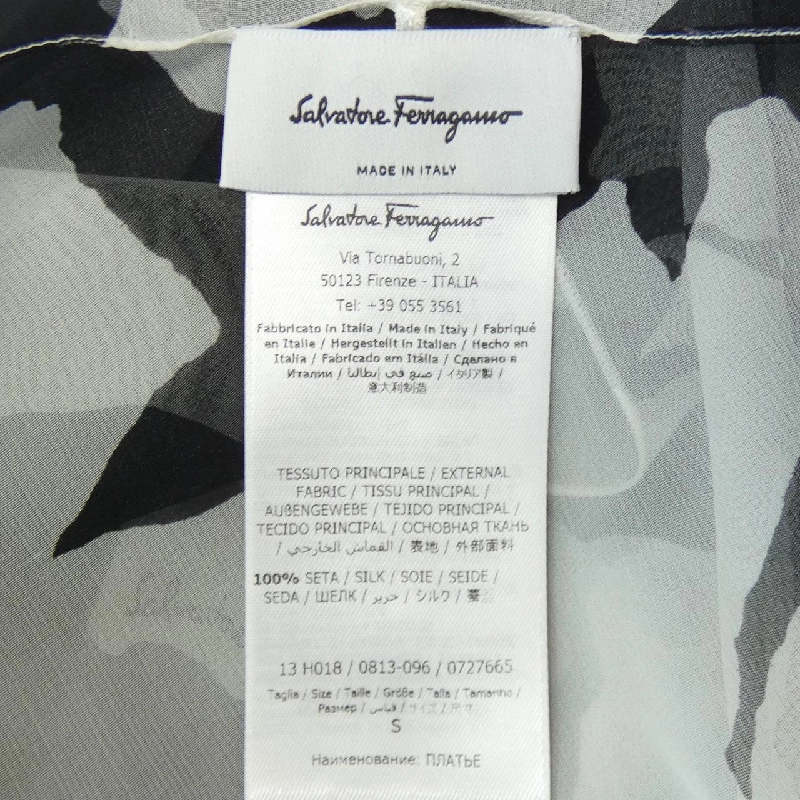 Salvatore Ferragamo
MADE IN ITALY
Salvatore Ferragamo
Via Tornabuoni, 2
50123 Firenze - ITALIA
Tel: +39 055 3561
Fabbricato in Italia / Made in Italy / Fabriqué
en Italie / Hergestellt in Italien / Hecho en
Italia / Fabricado em Itália / Сделано в
Италии / صنع في إيطاليا / イタリア製 /
意大利制造
TESSUTO PRINCIPALE / EXTERNAL
FABRIC / TISSU PRINCIPAL /
AUßENGEWEBE / TEJIDO PRINCIPAL /
TECIDO PRINCIPAL / ОСНОВНАЯ ТКАНЬ
/ القماش الخارجي / 表地 / 外部面料
100% SETA / SILK / SOIE / SEIDE /
SEDA / ШЕЛК / حرير / シルク /
13 H018 / 0813-096 / 0727665
Taglia / Size / Taille / Größe / Talla / Tamanho /
Размер / قياس / サイズ /
S
Наименование: ПЛАТЬЕ